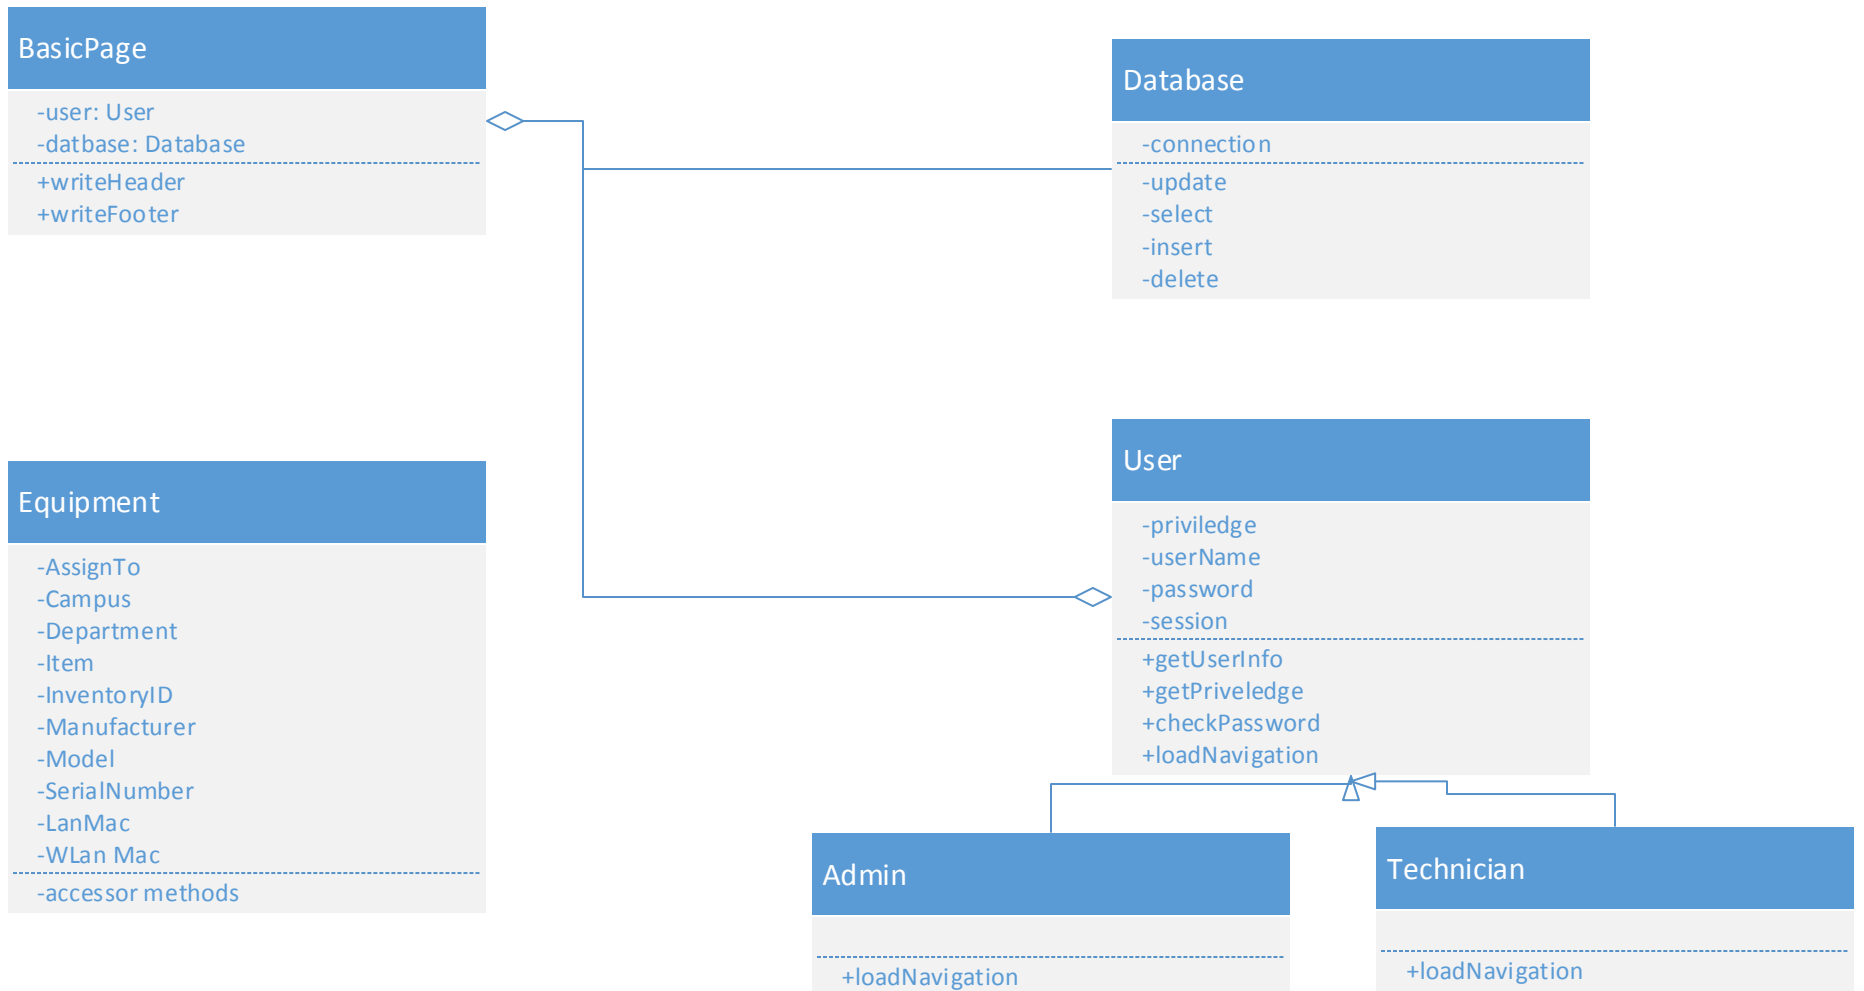 BasicPage
-user: User
-datbase: Database
+writeHeader
+writeFooter
Database
-connection
-update
-select
-insert
-delete
Equipment
-AssignTo
-Campus
-Department
-Item
-InventoryID
-Manufacturer
-Model
-SerialNumber
-LanMac
-WLan Mac
-accessor methods
User
-priviledge
-userName
-password
-session
+getUserInfo
+getPriveledge
+checkPassword
+loadNavigation
Admin
+loadNavigation
Technician
+loadNavigation